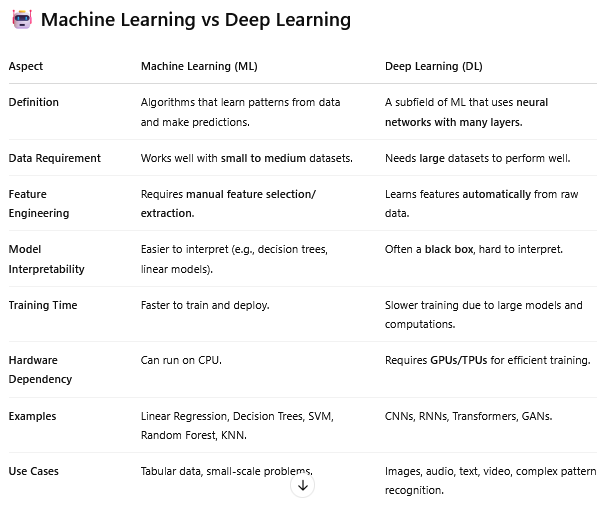 Machine Learning vs Deep Learning
Aspect Machine Learning (ML) Deep Learning (DL)
Definition Algorithms that learn patterns from data A subfield of ML that uses neural
and make predictions. networks with many layers.
Data Requirement Works well with small to medium datasets. Needs large datasets to perform well.
Feature Requires manual feature selection/ Learns features automatically from raw
Engineering extraction. data.
Model Easier to interpret (e.g., decision trees, Often a black box, hard to interpret.
Interpretability linear models).
Training Time Faster to train and deploy. Slower training due to large models and
computations.
Hardware Can run on CPU. Requires GPUs/TPUs for efficient training.
Dependency
Examples Linear Regression, Decision Trees, SVM, CNNs, RNNs, Transformers, GANs.
Random Forest, KNN.
Use Cases Tabular data, small-scale problems. Images, audio, text, video, complex pattern
recognition.